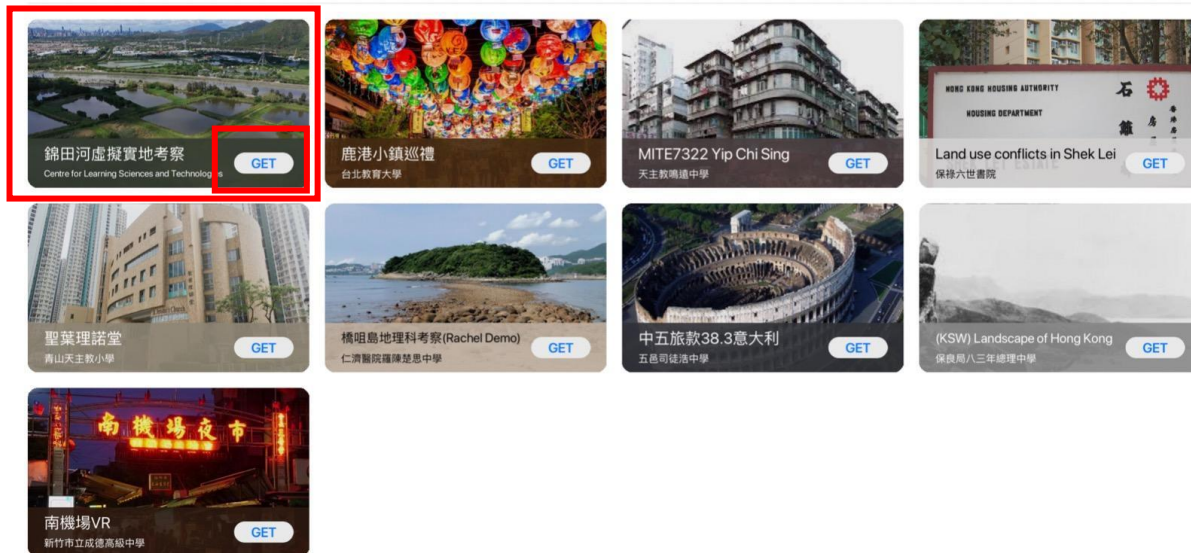 錦田河虛擬實地考察
Centre for Learning Sciences and Technologies
GET
鹿港小鎮巡禮
台北教育大學
GET
MITE7322 Yip Chi Sing
天主教鳴遠中學
GET
HONG KONG HOUSING AUTHORITY
HOUSING DEPARTMENT
石
籬
房
Land use conflicts in Shek Lei
保祿六世書院
GET
聖葉理諾堂
青山天主教小學
GET
橋咀島地理科考察(Rachel Demo)
仁濟醫院羅陳楚思中學
GET
中五旅款38.3意大利
五邑司徒浩中學
GET
(KSW) Landscape of Hong Kong
保良局八三年總理中學
GET
南機場夜市
南機場VR
新竹市立成德高級中學
GET